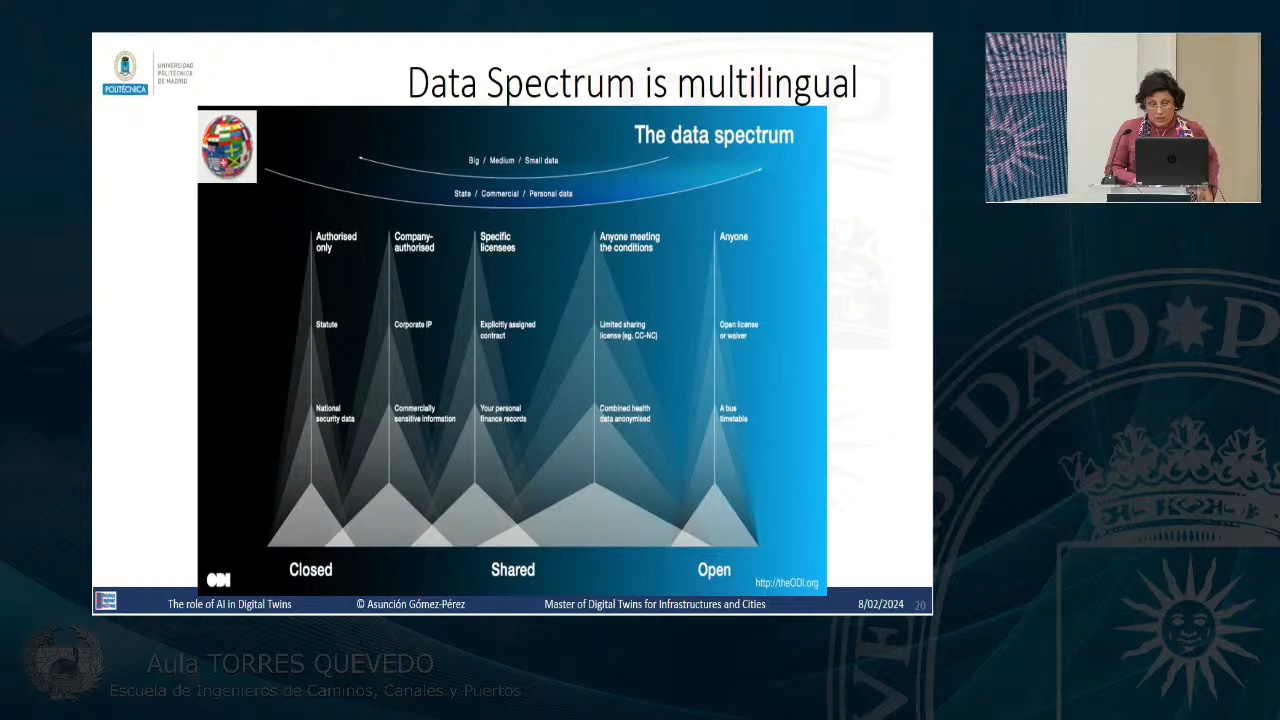 UNIVERSIDAD
POLITÉCNICA
DE MADRID
POLITÉCNICA
Data Spectrum is multilingual
The data spectrum
Big / Medium / Small data
State / Commercial / Personal data
Authorised
only
Company-
authorised
Specific
licensees
Anyone meeting
the conditions
Anyone
Statute
Corporate IP
Explicitly assigned
contract
Limited sharing
license (eg. CC-NC)
Open license
or waiver
National
security data
Commercially
sensitive information
Your personal
finance records
Combined health
data anonymised
A bus
timetable
Closed
Shared
Open
ODI
http://theODI.org
The role of AI in Digital Twins
© Asunción Gómez-Pérez
Master of Digital Twins for Infrastructures and Cities
8/02/2024
20
Aula TORRES QUEVEDO
Escuela de Ingenieros de Caminos, Canales y Puertos